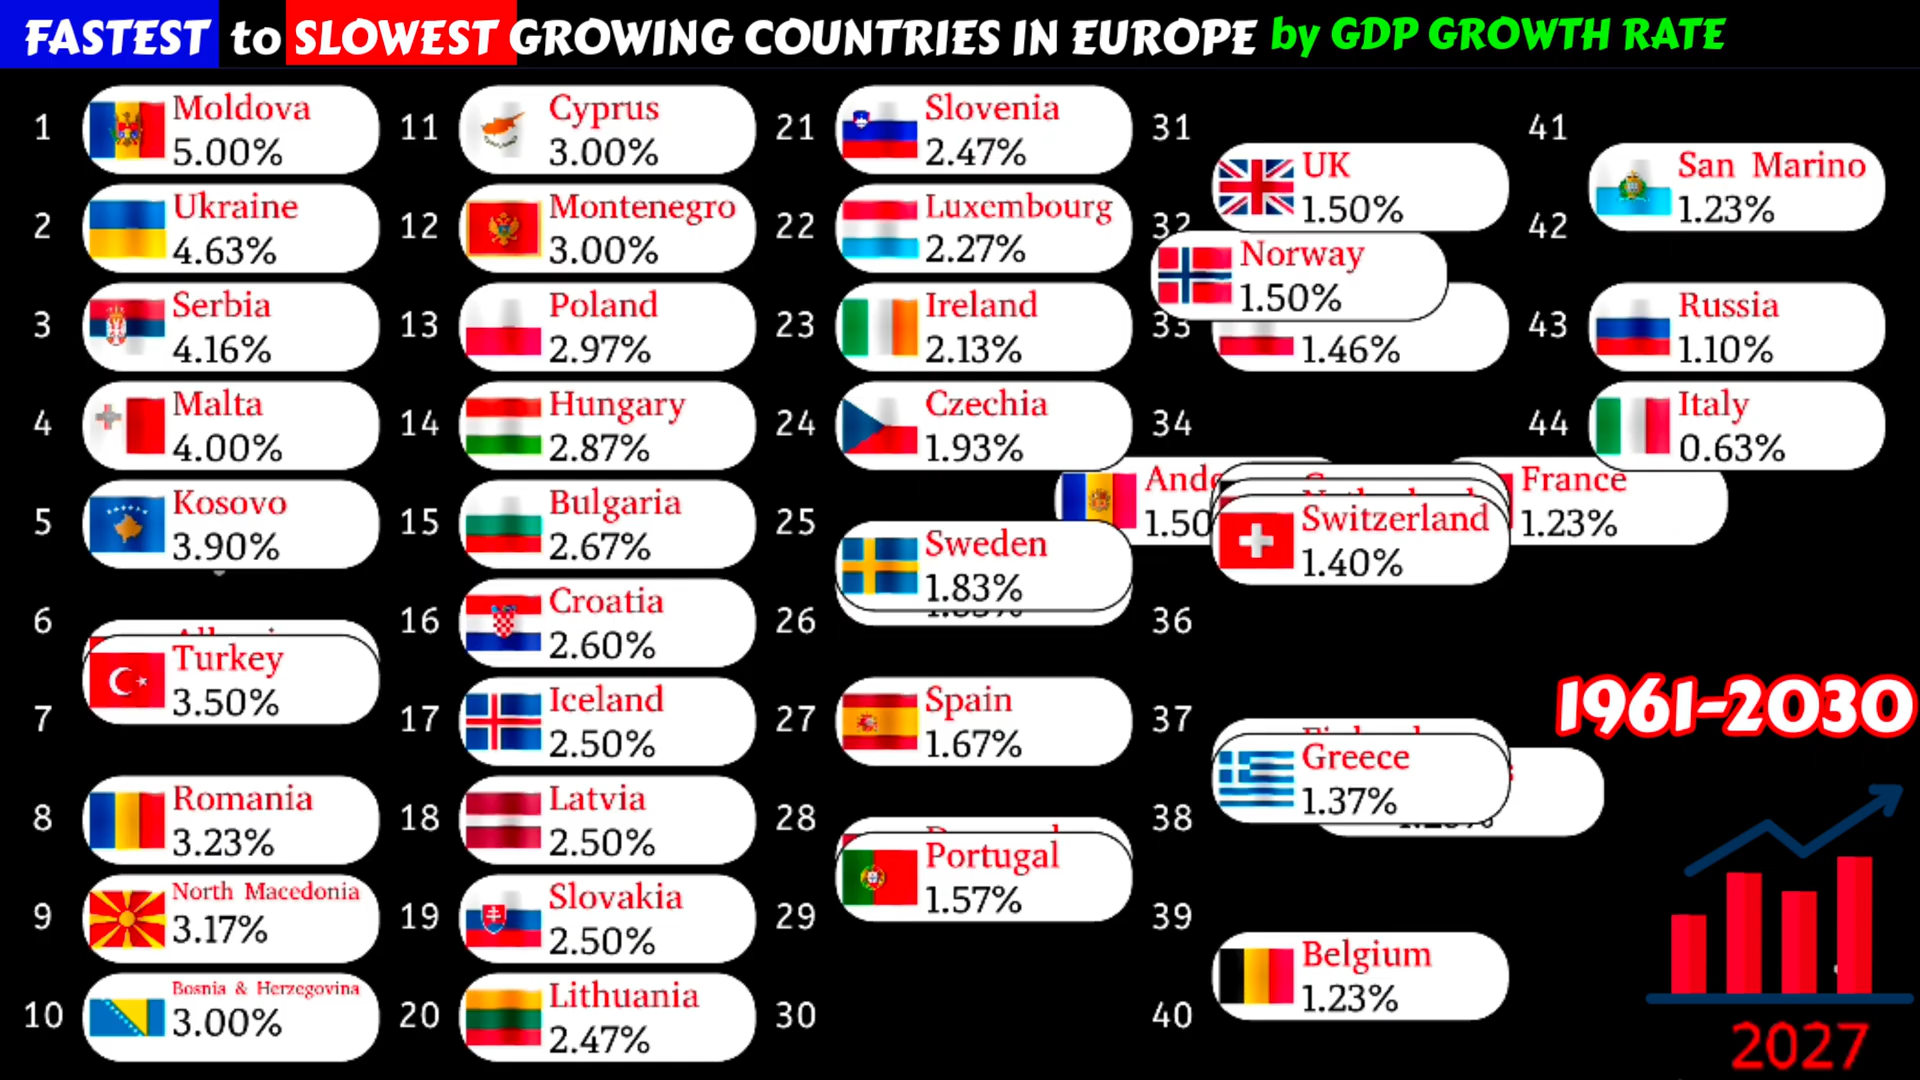 FASTEST to SLOWEST GROWING COUNTRIES IN EUROPE by GDP GROWTH RATE
1
Moldova
5.00%
2
Ukraine
4.63%
3
Serbia
4.16%
4
Malta
4.00%
5
Kosovo
3.90%
6
Turkey
3.50%
7
8
Romania
3.23%
9
North Macedonia
3.17%
10
Bosnia & Herzegovina
3.00%
11
Cyprus
3.00%
12
Montenegro
3.00%
13
Poland
2.97%
14
Hungary
2.87%
15
Bulgaria
2.67%
16
Croatia
2.60%
17
Iceland
2.50%
18
Latvia
2.50%
19
Slovakia
2.50%
20
Lithuania
2.47%
21
Slovenia
2.47%
22
Luxembourg
2.27%
23
Ireland
2.13%
24
Czechia
1.93%
25
Sweden
1.83%
26
27
Spain
1.67%
28
Portugal
1.57%
29
30
31
UK
1.50%
32
Norway
1.50%
33
1.46%
34
1.50
Switzerland
1.40%
36
37
Greece
1.37%
38
39
Belgium
1.23%
40
41
San Marino
1.23%
42
43
Russia
1.10%
44
Italy
0.63%
France
1.23%
1961-2030
2027